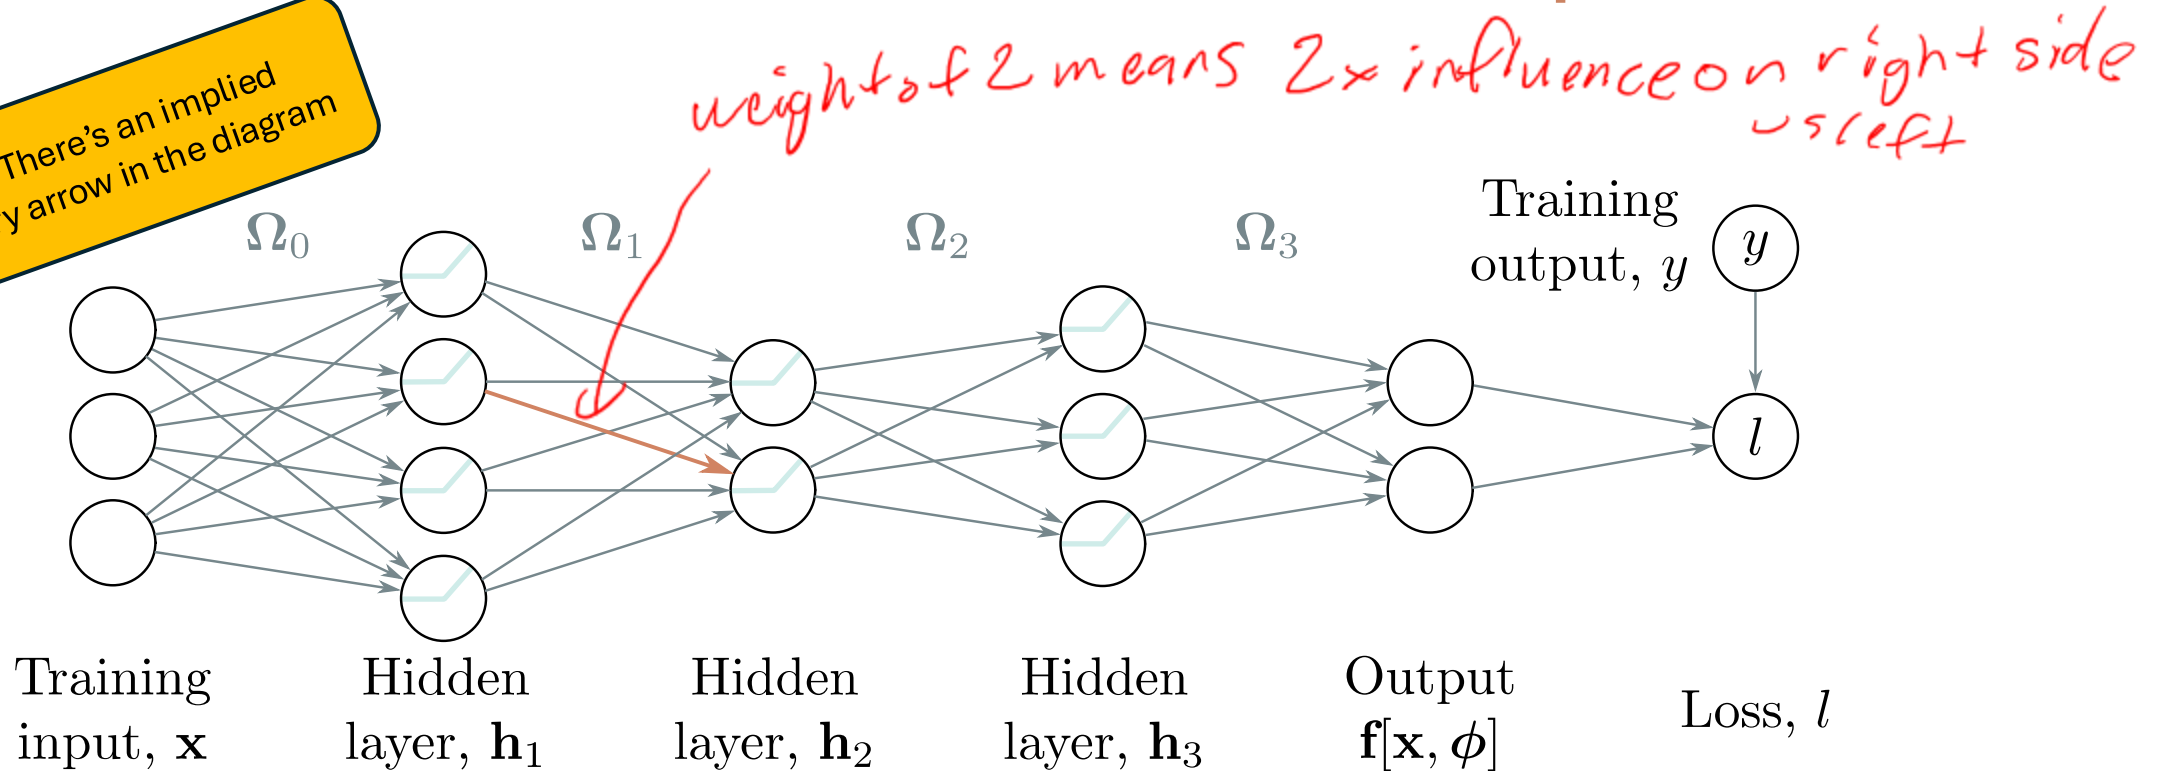 There's an implied
y arrow in the diagram
weight of 2 means 2x influence on right side
vs left
Ω0
Ω1
Ω2
Ω3
Training
output, y
y
l
Training
input, x
Hidden
layer, h1
Hidden
layer, h2
Hidden
layer, h3
Output
f[x, ϕ]
Loss, l